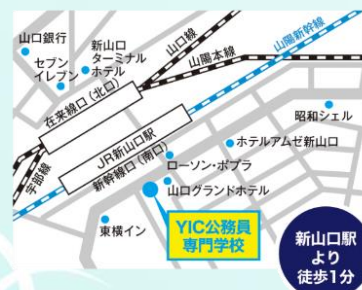 山口銀行
セブン
イレブン
新山口
ターミナル
ホテル
山口線
山陽本線
山陽新幹線
在来線口(北口)
宇部線
JR新山口駅
新幹線口(南口)
昭和シェル
ホテルアムゼ新山口
ローソン・ポプラ
山口グランドホテル
東横イン
YIC公務員
専門学校
新山口駅
より
徒歩1分